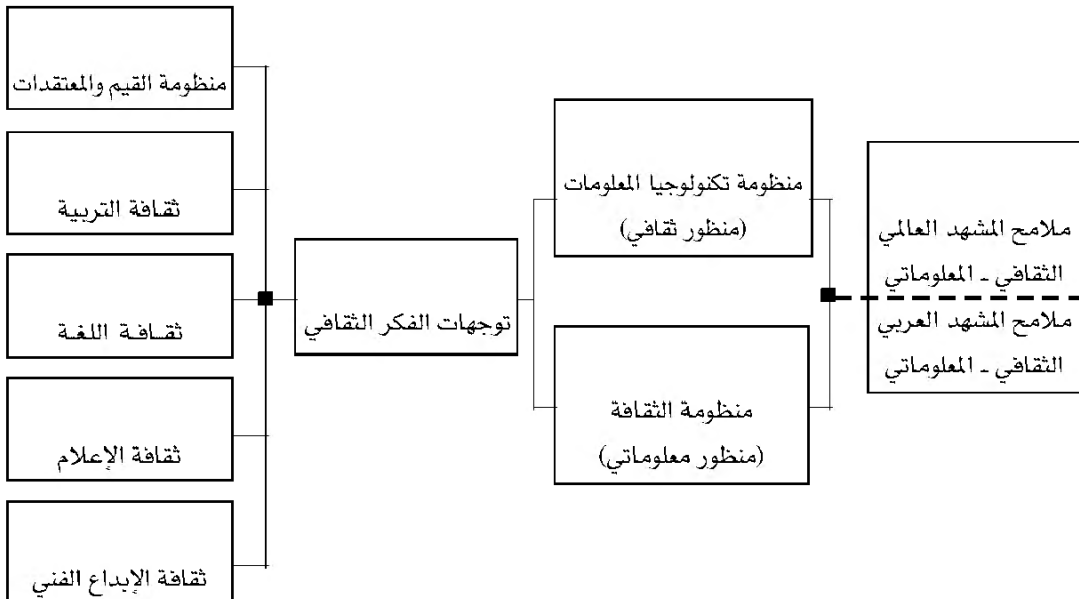 ملامح المشهد العالمي
الثقافي ـ المعلوماتي
ملامح المشهد العربي
الثقافي ـ المعلوماتي
منظومة تكنولوجيا المعلومات
(منظور ثقافي)
منظومة الثقافة
(منظور معلوماتي)
توجهات الفكر الثقافي
منظومة القيم والمعتقدات
ثقافة التربية
ثقافة اللغة
ثقافة الإعلام
ثقافة الإبداع الفني